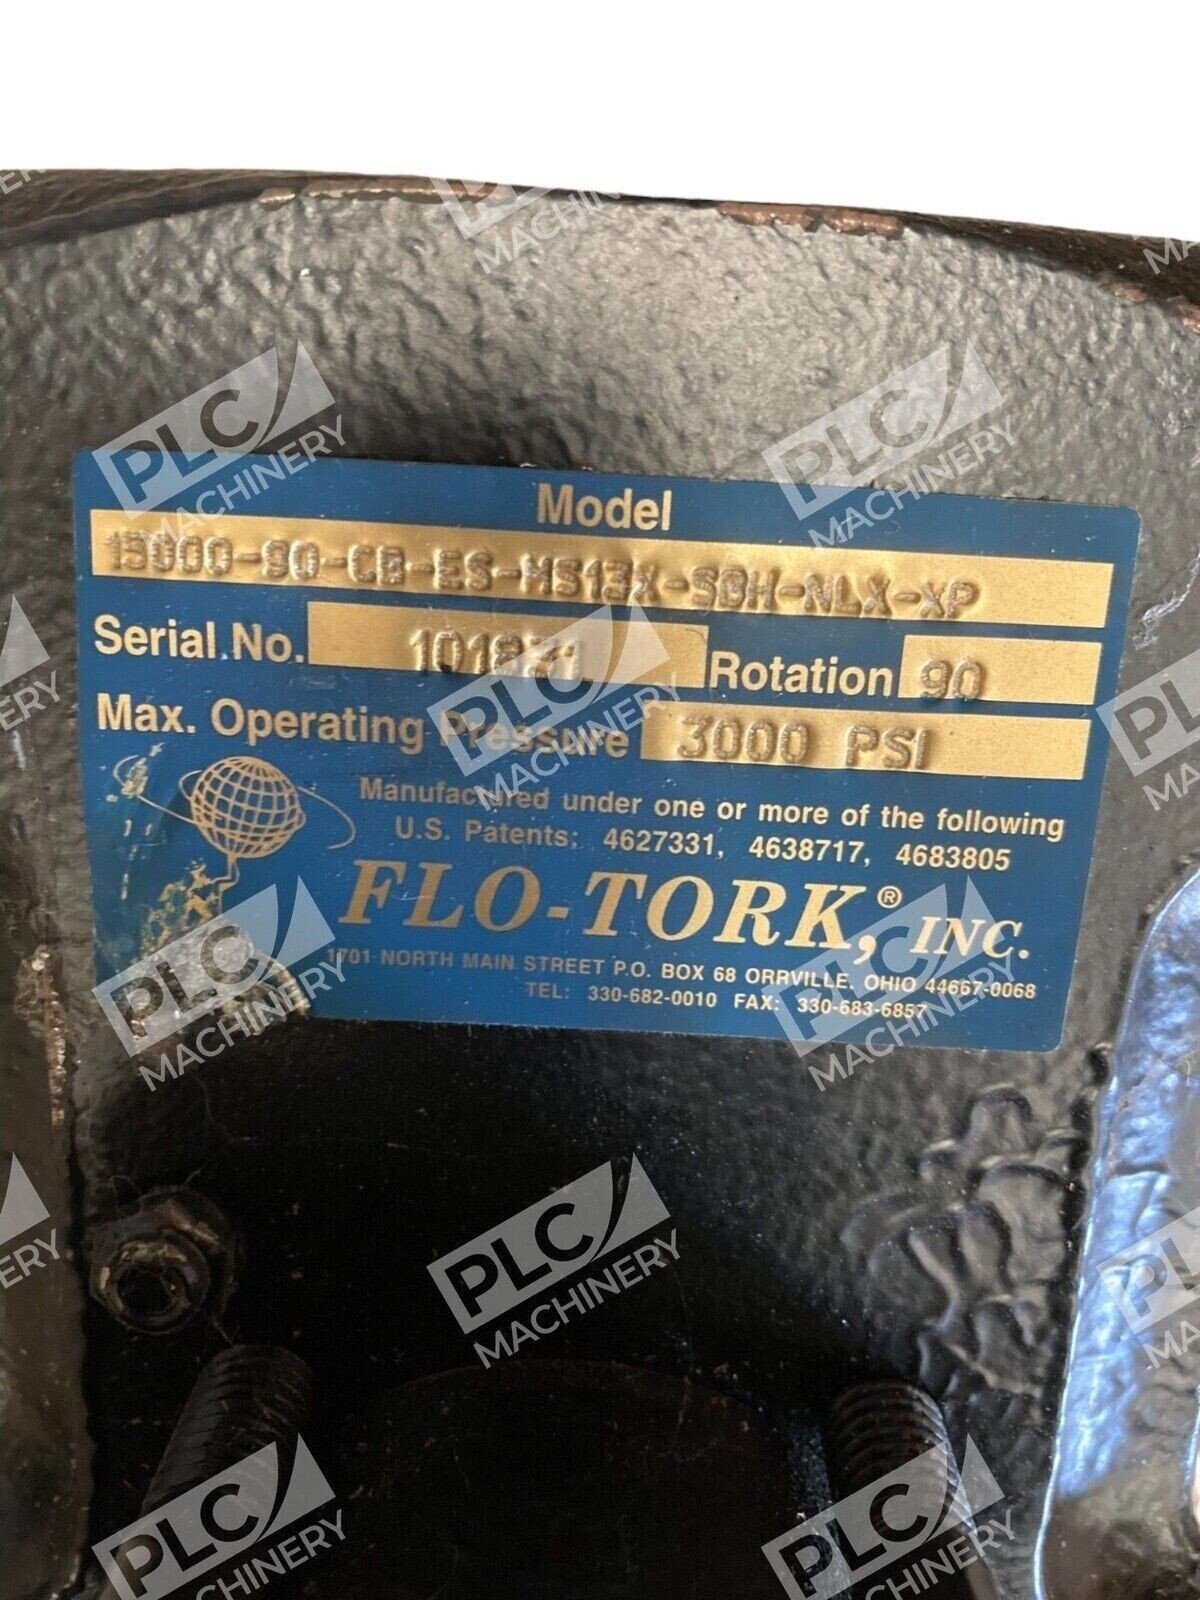 Model
15000-90-CB-ES-MS13X-SBH-NLX-XP
Serial No. Rotation 90
Max. Operating Pressure 3000 PSI
Manufactured under one or more of the following
U.S. Patents: 4627331, 4638717, 4683805
FLO-TORK,® INC.
1701 NORTH MAIN STREET P.O. BOX 68 ORRVILLE, OHIO 44667-0068
TEL: 330-682-0010 FAX: 330-683-6857
PLC MACHINERY